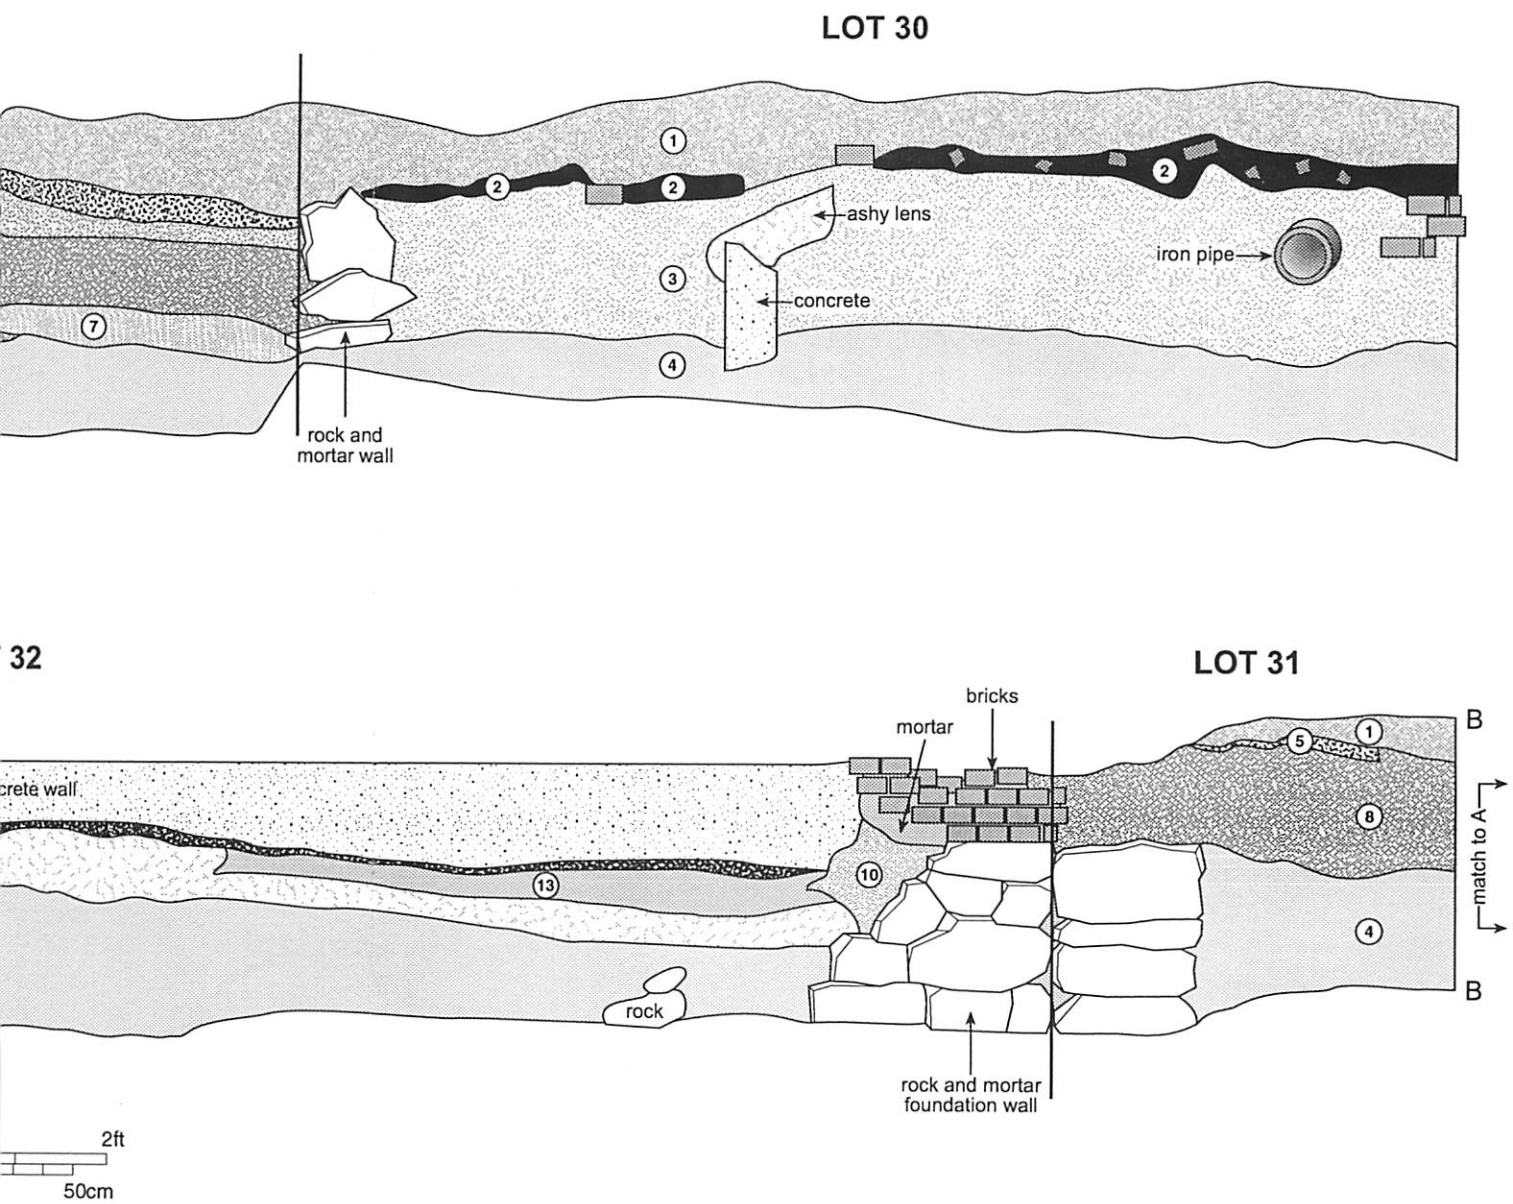 LOT 30
1
2
2
2
ashy lens
iron pipe
3
concrete
7
4
rock and
mortar wall
32
LOT 31
bricks
mortar
B
1
5
crete wall
8
match to A
13
10
4
B
rock
rock and mortar
foundation wall
2ft
50cm